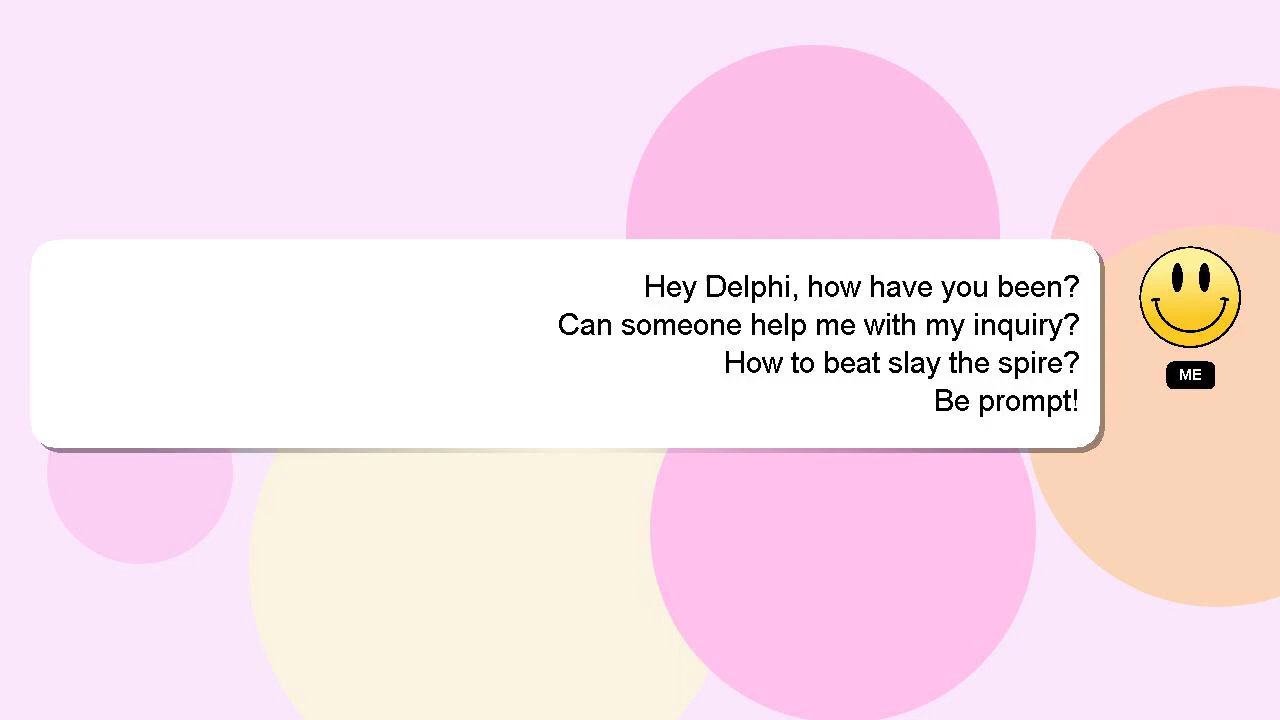 Hey Delphi, how have you been?
Can someone help me with my inquiry?
How to beat slay the spire?
Be prompt!
ME